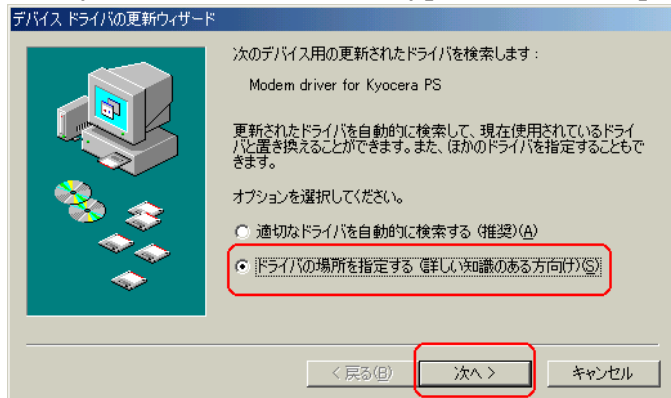 デバイス ドライバの更新ウィザード
次のデバイス用の更新されたドライバを検索します:
Modem driver for Kyocera PS
更新されたドライバを自動的に検索して、現在使用されているドライ
バと置き換えることができます。また、ほかのドライバを指定することもで
きます。
オプションを選択してください。
適切なドライバを自動的に検索する (推奨)(A)
ドライバの場所を指定する (詳しい知識のある方向け)(S)
< 戻る(B) 次へ > キャンセル